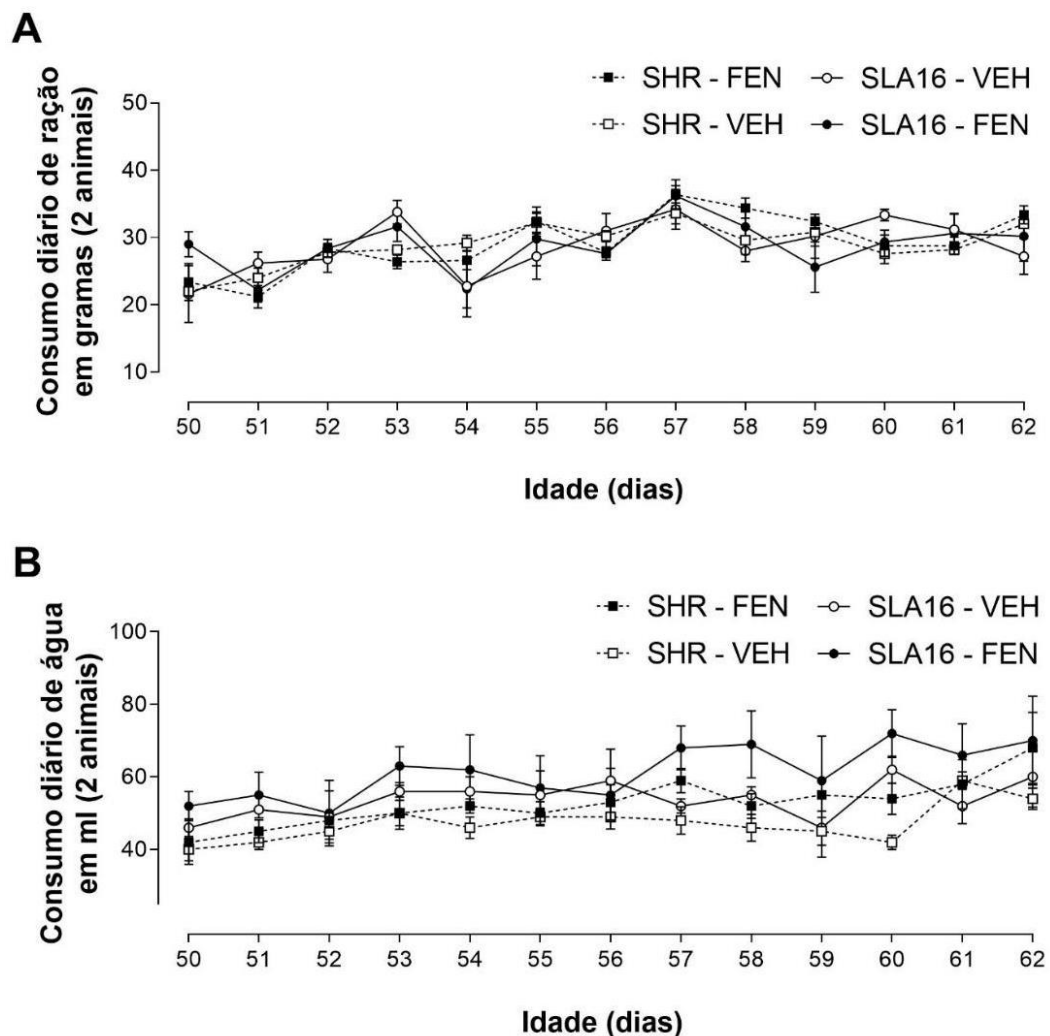 A
SHR - FEN
SLA16 - VEH
SHR - VEH
SLA16 - FEN
Consumo diário de ração
em gramas (2 animais)
50
40
30
20
10
50 51 52 53 54 55 56 57 58 59 60 61 62
Idade (dias)
B
SHR - FEN
SLA16 - VEH
SHR - VEH
SLA16 - FEN
Consumo diário de água
em ml (2 animais)
100
80
60
40
50 51 52 53 54 55 56 57 58 59 60 61 62
Idade (dias)